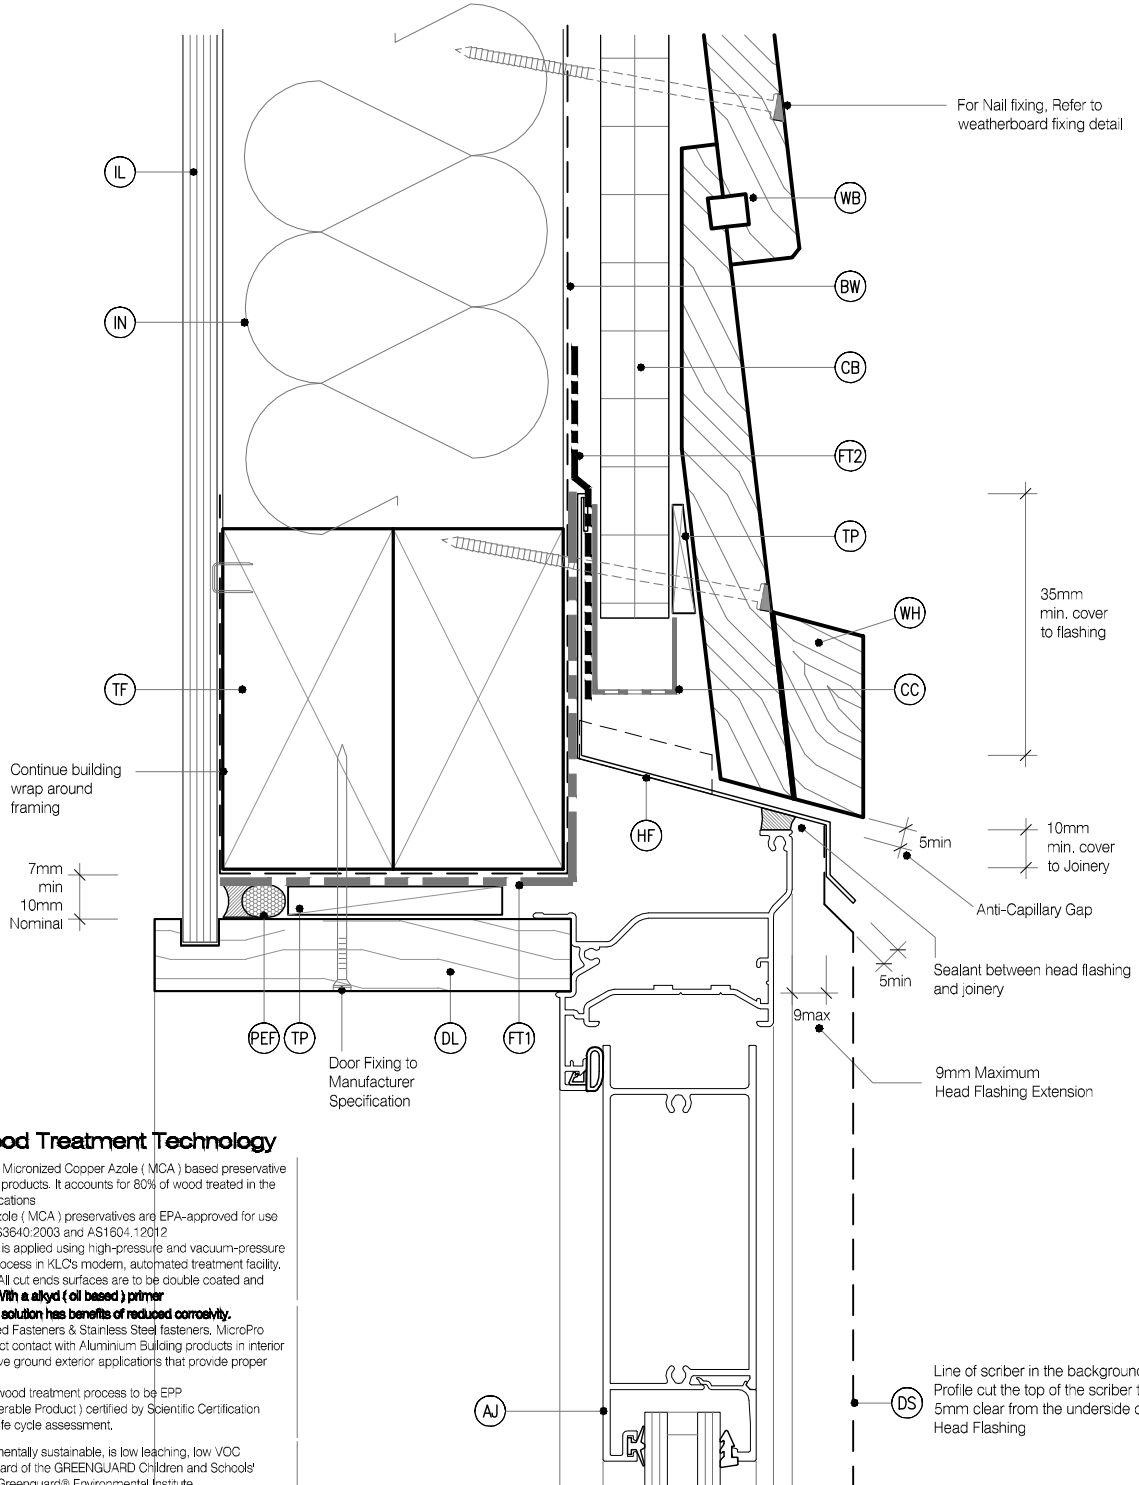 For Nail fixing, Refer to
weatherboard fixing detail
IL
WB
BW
IN
CB
FT2
TP
35mm
min. cover
to flashing
WH
TF
CC
Continue building
wrap around
framing
HF
5min
10mm
min. cover
to Joinery
7mm
min
10mm
Nominal
Anti-Capillary Gap
Sealant between head flashing
and joinery
5min
9max
PEF
TP
DL
FT1
Door Fixing to
Manufacturer
Specification
9mm Maximum
Head Flashing Extension
ood Treatment Technology
Micronized Copper Azole ( MCA ) based preservative
products. It accounts for 80% of wood treated in the
cations
zole ( MCA ) preservatives are EPA-approved for use
S3640:2003 and AS1604.12012
is applied using high-pressure and vacuum-pressure
ocess in KLC's modern, automated treatment facility.
All cut ends surfaces are to be double coated and
With a alkyd ( oil based ) primer
solution has benefits of reduced corrosivity.
ed Fasteners & Stainless Steel fasteners. MicroPro
ct contact with Aluminium Building products in interior
ve ground exterior applications that provide proper
wood treatment process to be EPP
erable Product ) certified by Scientific Certification
fe cycle assessment.
mentally sustainable, is low leaching, low VOC
ard of the GREENGUARD Children and Schools'
Greenguard® Environmental Institute
AJ
DS
Line of scriber in the background
Profile cut the top of the scriber t
5mm clear from the underside o
Head Flashing